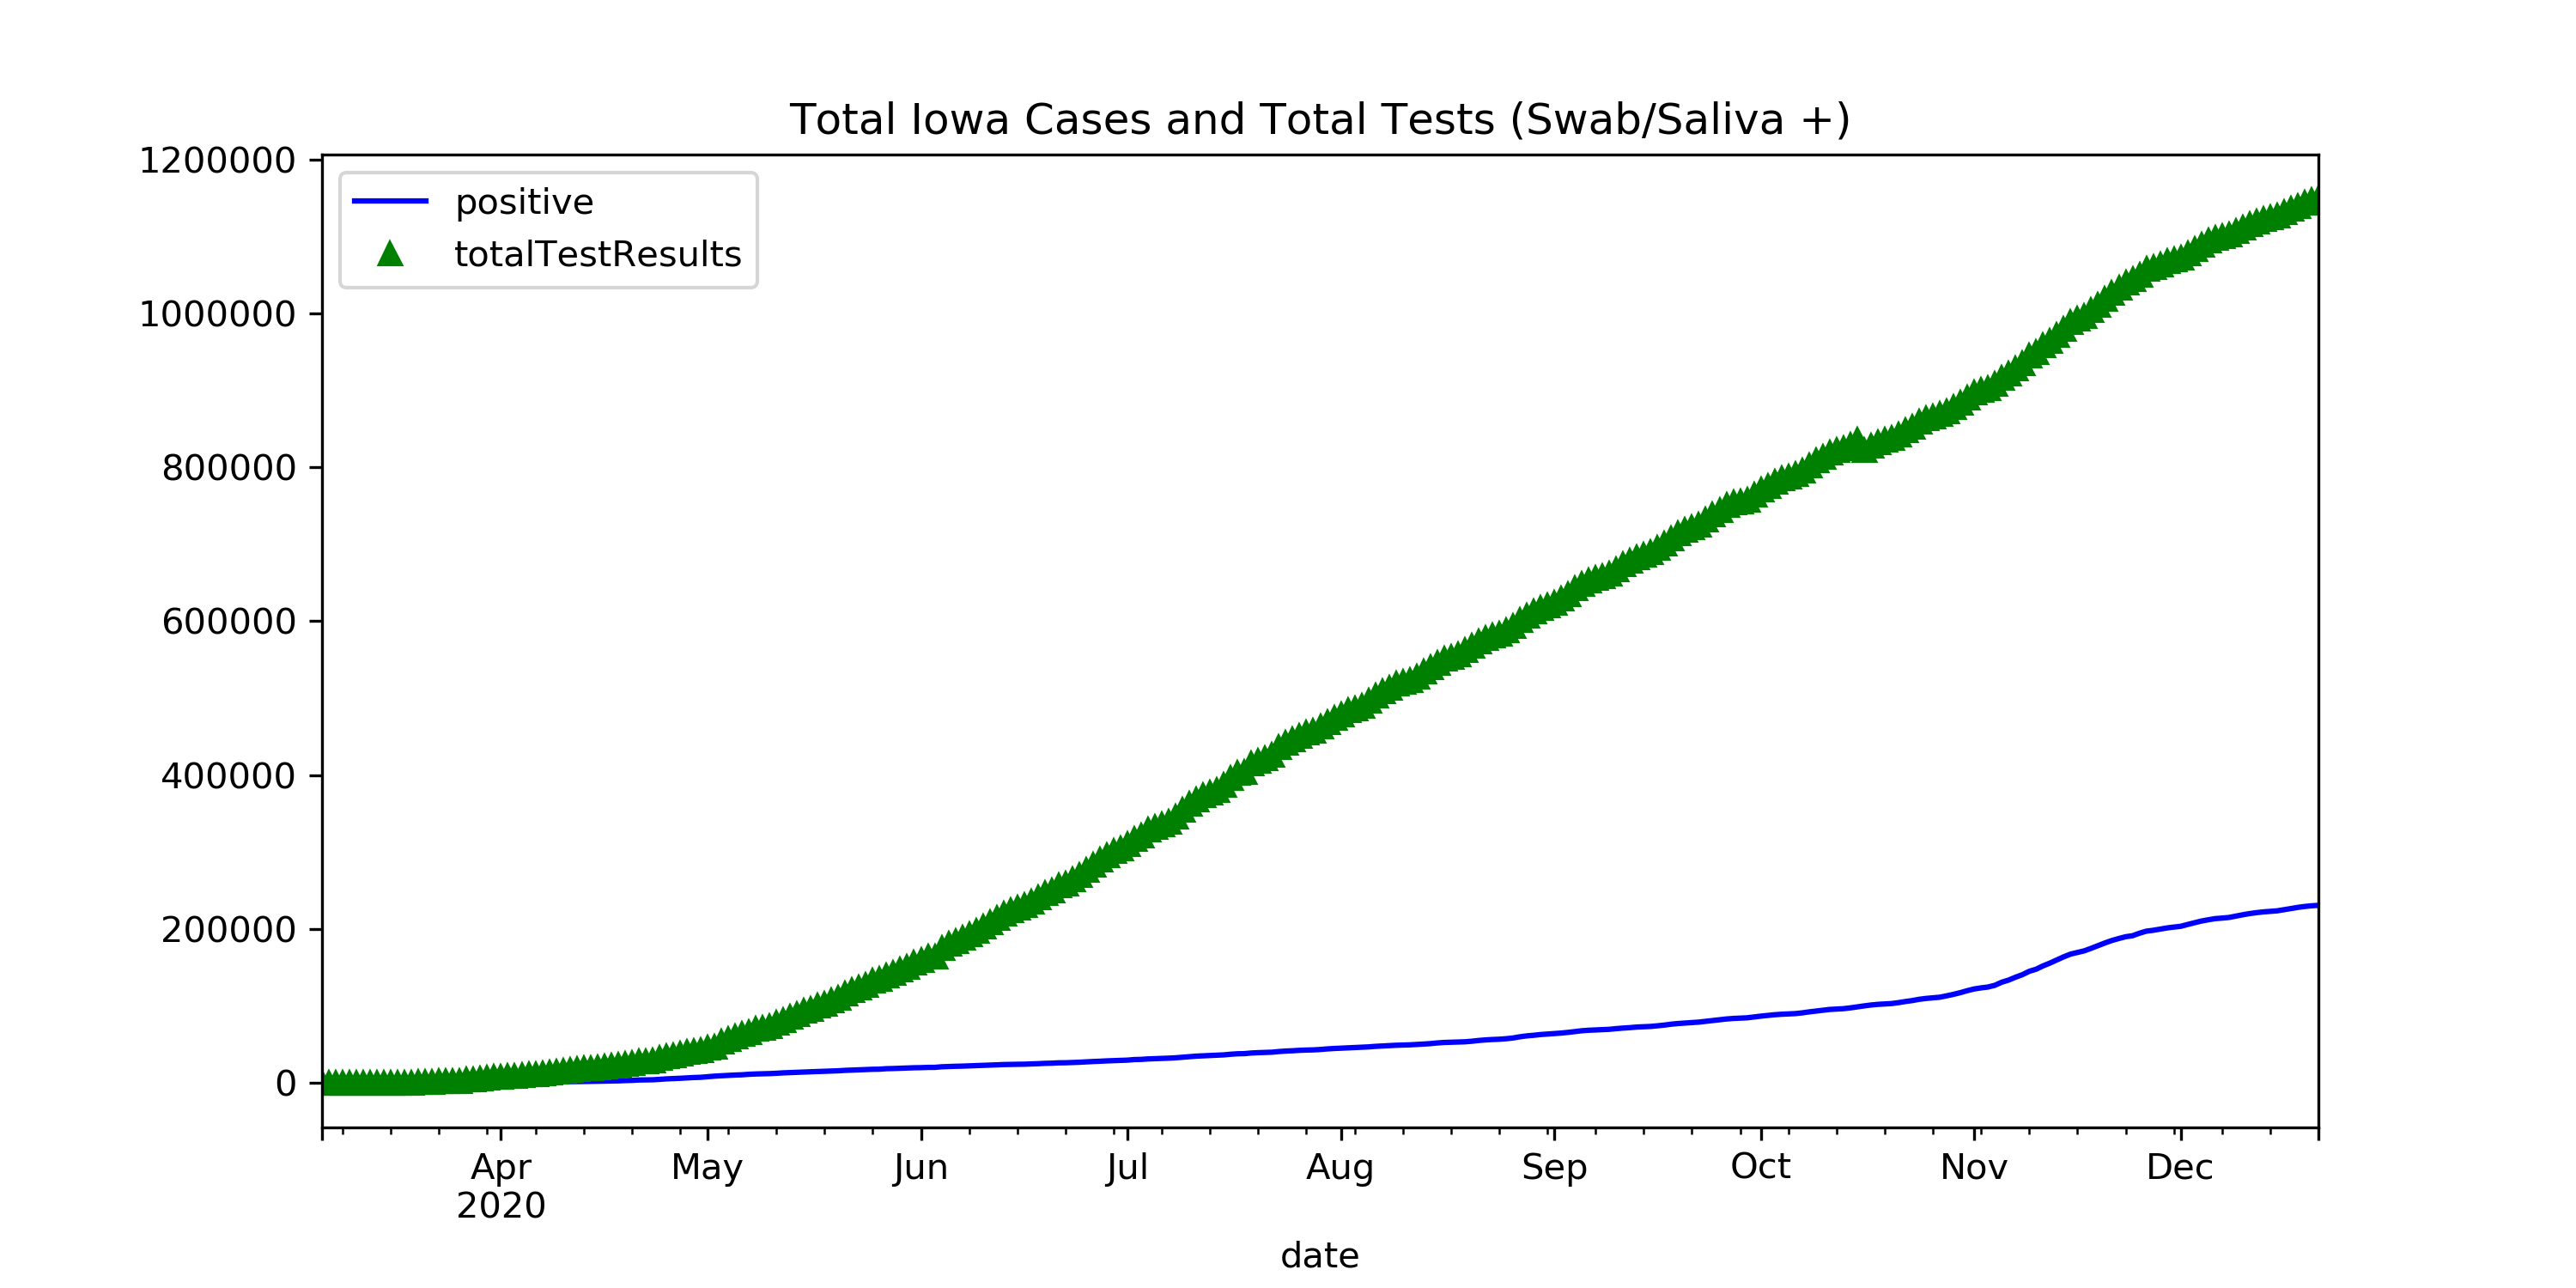 Total Iowa Cases and Total Tests (Swab/Saliva +)
1200000
1000000
800000
600000
400000
200000
0
positive
totalTestResults
Apr May Jun Jul Aug Sep Oct Nov Dec
2020
date